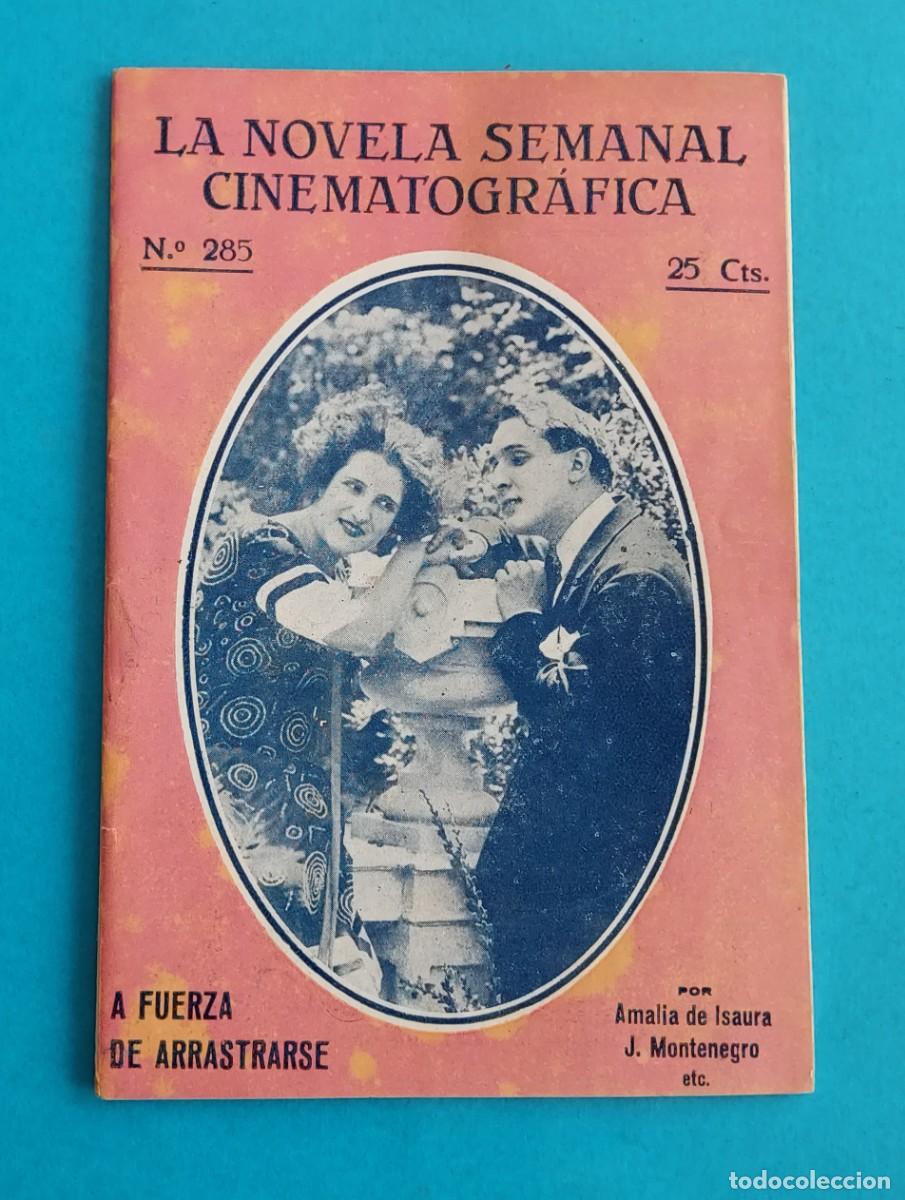 LA NOVELA SEMANAL
CINEMATOGRÁFICA
N.º 285
25 Cts.
A FUERZA
DE ARRASTRARSE
POR
Amalia de Isaura
J. Montenegro
etc.
todocoleccion